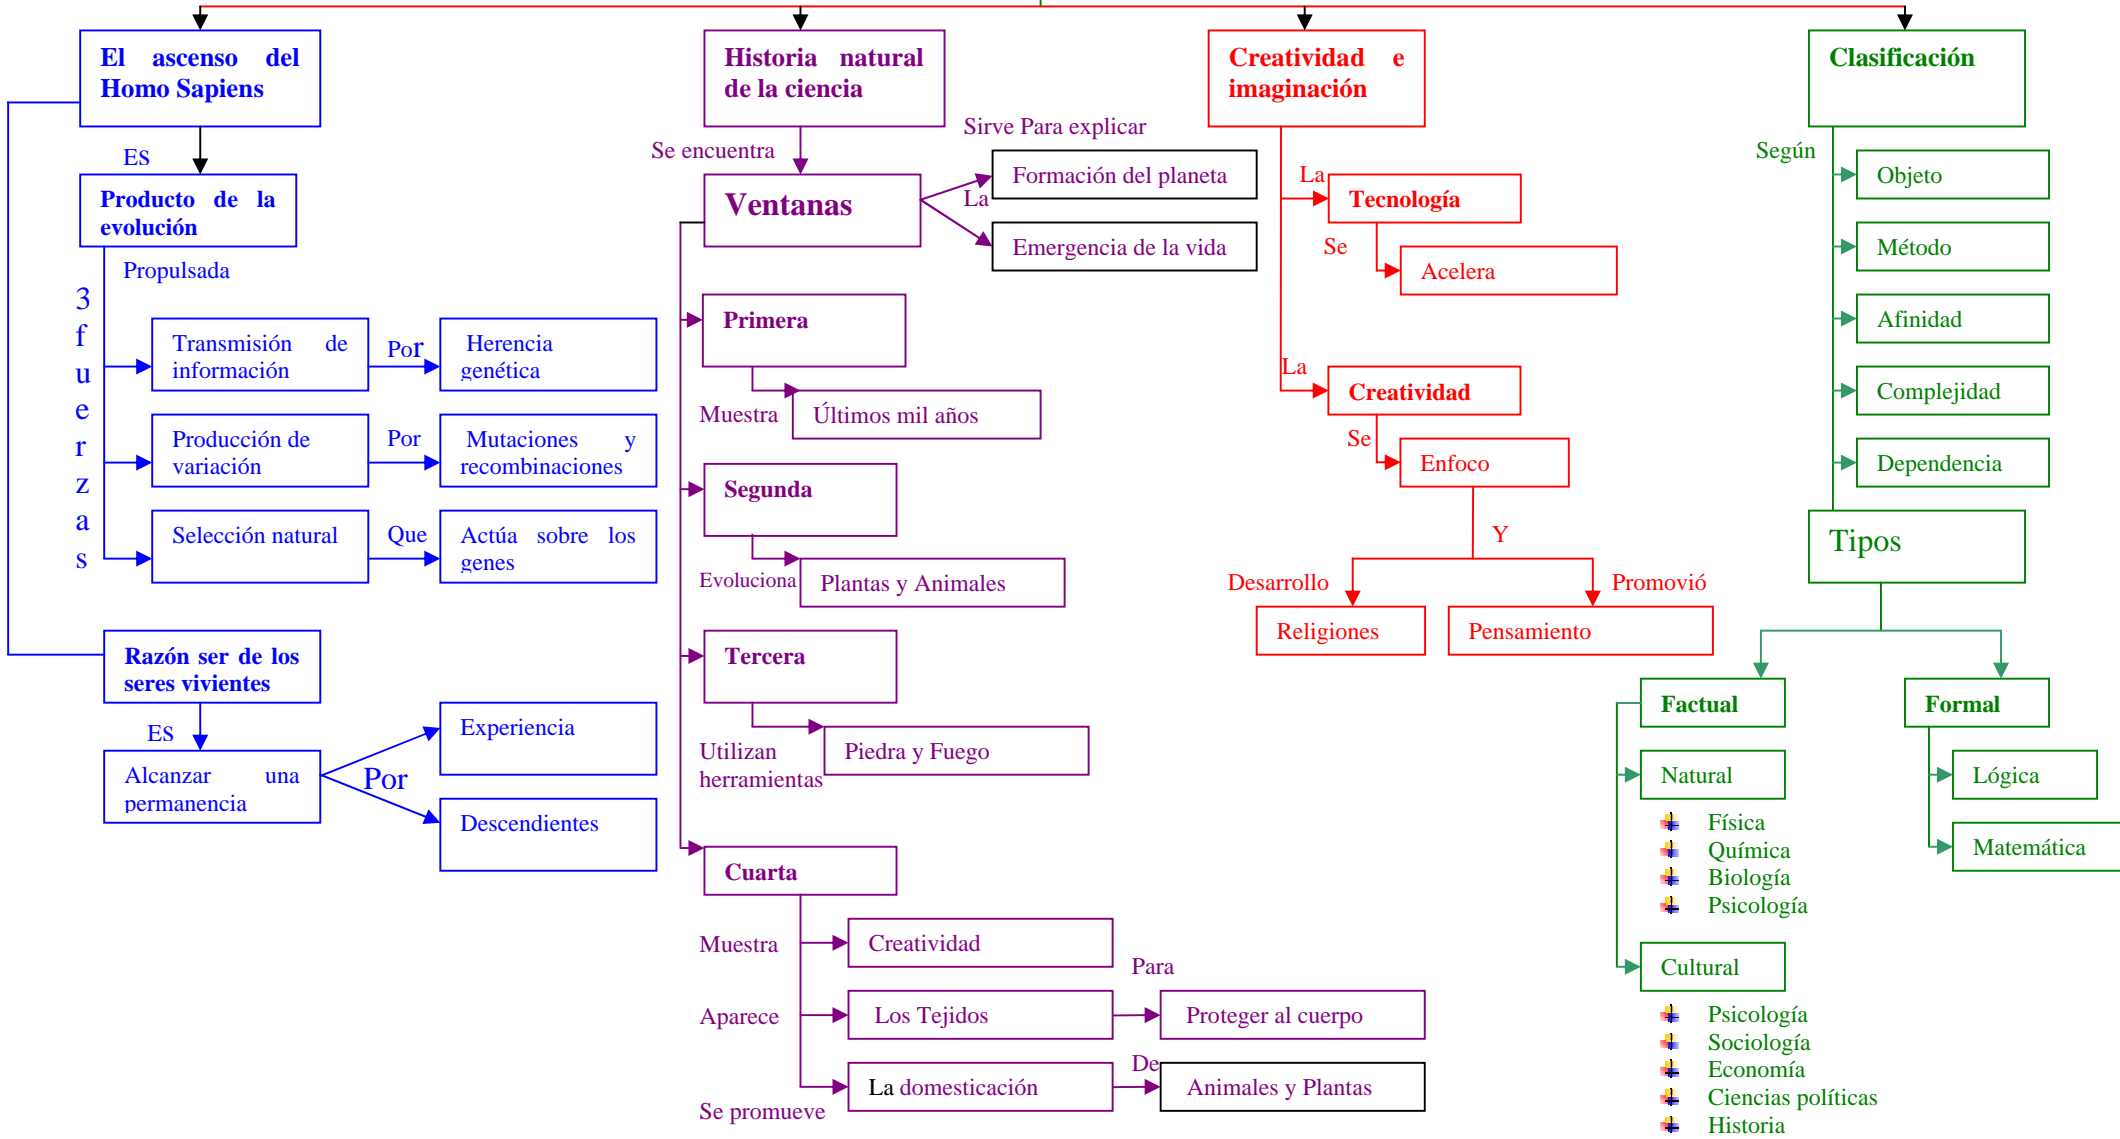 El ascenso del
Homo Sapiens
ES
Producto de la
evolución
Propulsada
3
f
u
e
r
z
a
s
Transmisión de
información
Por
Herencia
genética
Producción de
variación
Por
Mutaciones y
recombinaciones
Selección natural
Que
Actúa sobre los
genes
Razón ser de los
seres vivientes
ES
Alcanzar una
permanencia
Por
Experiencia
Descendientes
Historia natural
de la ciencia
Se encuentra
Ventanas
Sirve Para explicar
La
Formación del planeta
Emergencia de la vida
Primera
Muestra
Últimos mil años
Segunda
Evoluciona
Plantas y Animales
Tercera
Utilizan
herramientas
Piedra y Fuego
Cuarta
Muestra
Creatividad
Aparece
Los Tejidos
Para
Proteger al cuerpo
Se promueve
La domesticación
De
Animales y Plantas
Creatividad e
imaginación
La
Tecnología
Se
Acelera
La
Creatividad
Se
Enfoco
Y
Desarrollo
Religiones
Promovió
Pensamiento
Clasificación
Según
Objeto
Método
Afinidad
Complejidad
Dependencia
Tipos
Factual
Natural
Física
Química
Biología
Psicología
Cultural
Psicología
Sociología
Economía
Ciencias políticas
Historia
Formal
Lógica
Matemática